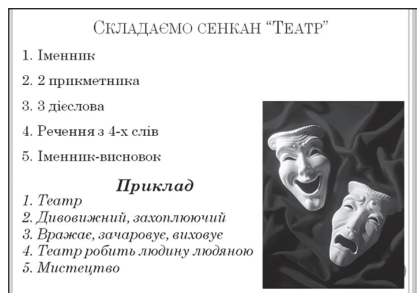 Складаємо сенкан “Театр”
1. Іменник
2. 2 прикметника
3. 3 дієслова
4. Речення з 4-х слів
5. Іменник-висновок
Приклад
1. Театр
2. Дивовижний, захоплюючий
3. Вражає, зачаровує, виховує
4. Театр робить людину людяною
5. Мистецтво